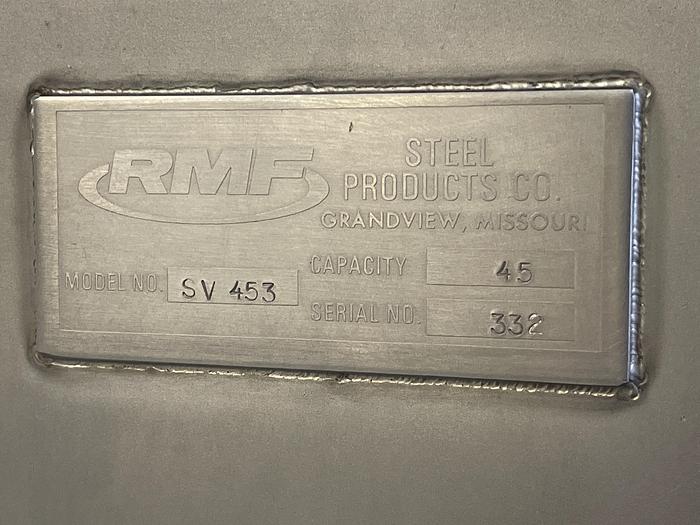 RMF
STEEL
PRODUCTS CO.
GRANDVIEW, MISSOURI
MODEL NO. SV 453
CAPACITY 45
SERIAL NO. 332